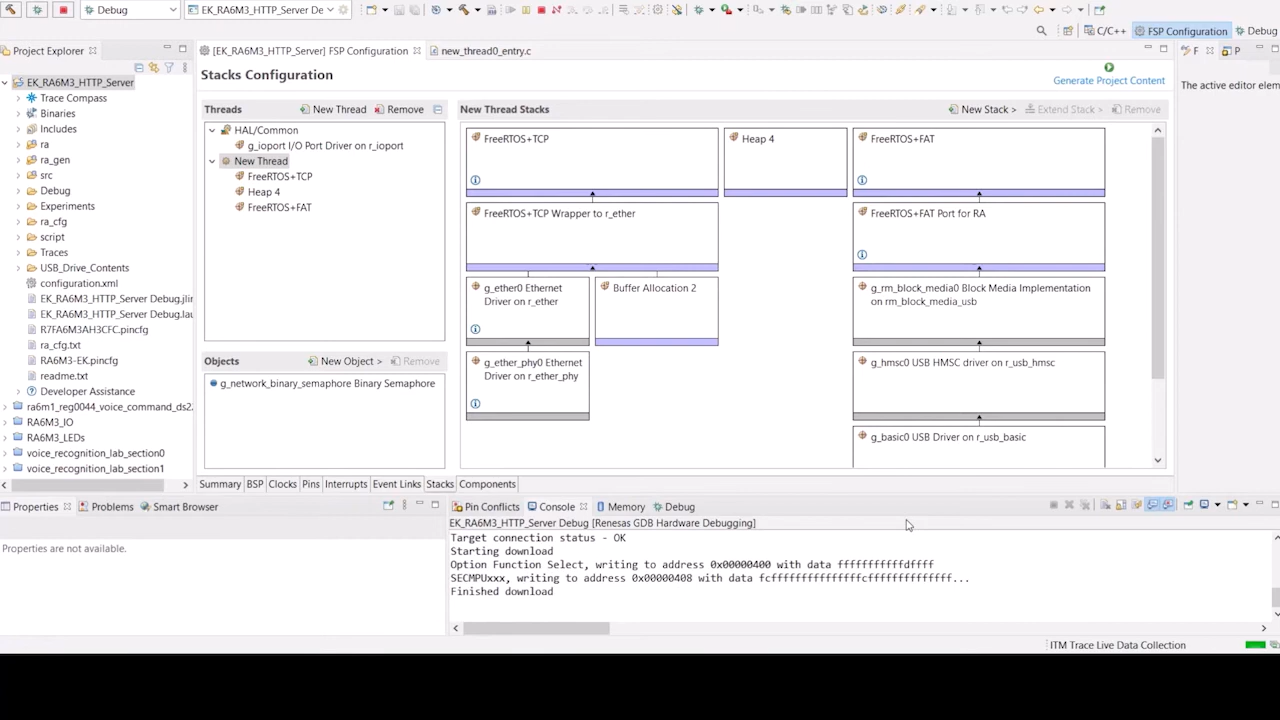 Debug
EK_RA6M3_HTTP_Server De
C/C++
FSP Configuration
Debug
Project Explorer
[EK_RA6M3_HTTP_Server] FSP Configuration
new_thread0_entry.c
F
P
EK_RA6M3_HTTP_Server
Trace Compass
Binaries
Includes
ra
ra_gen
src
Debug
Experiments
ra_cfg
script
Traces
USB_Drive_Contents
configuration.xml
EK_RA6M3_HTTP_Server Debug.jlin
EK_RA6M3_HTTP_Server Debug.lau
R7FA6M3AH3CFC.pincfg
ra_cfg.txt
RA6M3-EK.pincfg
readme.txt
Developer Assistance
ra6m1_reg0044_voice_command_ds2
RA6M3_IO
RA6M3_LEDs
voice_recognition_lab_section0
voice_recognition_lab_section1
Stacks Configuration
Generate Project Content
The active editor elem
Threads
New Thread
Remove
HAL/Common
g_ioport I/O Port Driver on r_ioport
New Thread
FreeRTOS+TCP
Heap 4
FreeRTOS+FAT
Objects
New Object >
Remove
g_network_binary_semaphore Binary Semaphore
New Thread Stacks
New Stack >
Extend Stack >
Remove
FreeRTOS+TCP
Heap 4
FreeRTOS+FAT
FreeRTOS+TCP Wrapper to r_ether
FreeRTOS+FAT Port for RA
g_ether0 Ethernet
Driver on r_ether
Buffer Allocation 2
g_rm_block_media0 Block Media Implementation
on rm_block_media_usb
g_ether_phy0 Ethernet
Driver on r_ether_phy
g_hmsc0 USB HMSC driver on r_usb_hmsc
g_basic0 USB Driver on r_usb_basic
Summary
BSP
Clocks
Pins
Interrupts
Event Links
Stacks
Components
Properties
Problems
Smart Browser
Properties are not available.
Pin Conflicts
Console
Memory
Debug
EK_RA6M3_HTTP_Server Debug [Renesas GDB Hardware Debugging]
Target connection status - OK
Starting download
Option Function Select, writing to address 0x00000400 with data fffffffffffdffff
SECMPUxxx, writing to address 0x00000408 with data fcffffffffffffffcffffffffffffff...
Finished download
ITM Trace Live Data Collection